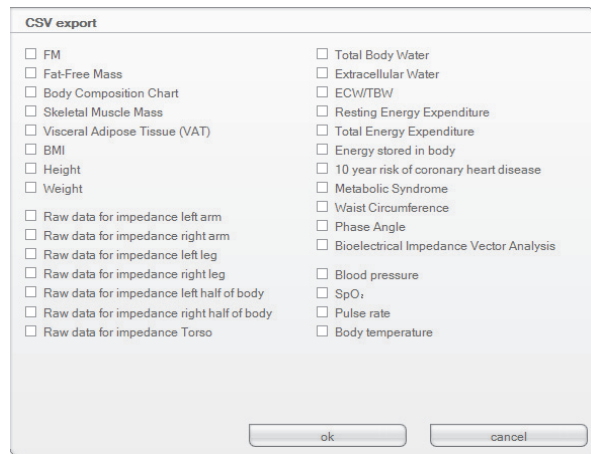 CSV export
FM
Fat-Free Mass
Body Composition Chart
Skeletal Muscle Mass
Visceral Adipose Tissue (VAT)
BMI
Height
Weight
Raw data for impedance left arm
Raw data for impedance right arm
Raw data for impedance left leg
Raw data for impedance right leg
Raw data for impedance left half of body
Raw data for impedance right half of body
Raw data for impedance Torso
Total Body Water
Extracellular Water
ECW/TBW
Resting Energy Expenditure
Total Energy Expenditure
Energy stored in body
10 year risk of coronary heart disease
Metabolic Syndrome
Waist Circumference
Phase Angle
Bioelectrical Impedance Vector Analysis
Blood pressure
SpO₂
Pulse rate
Body temperature
ok
cancel